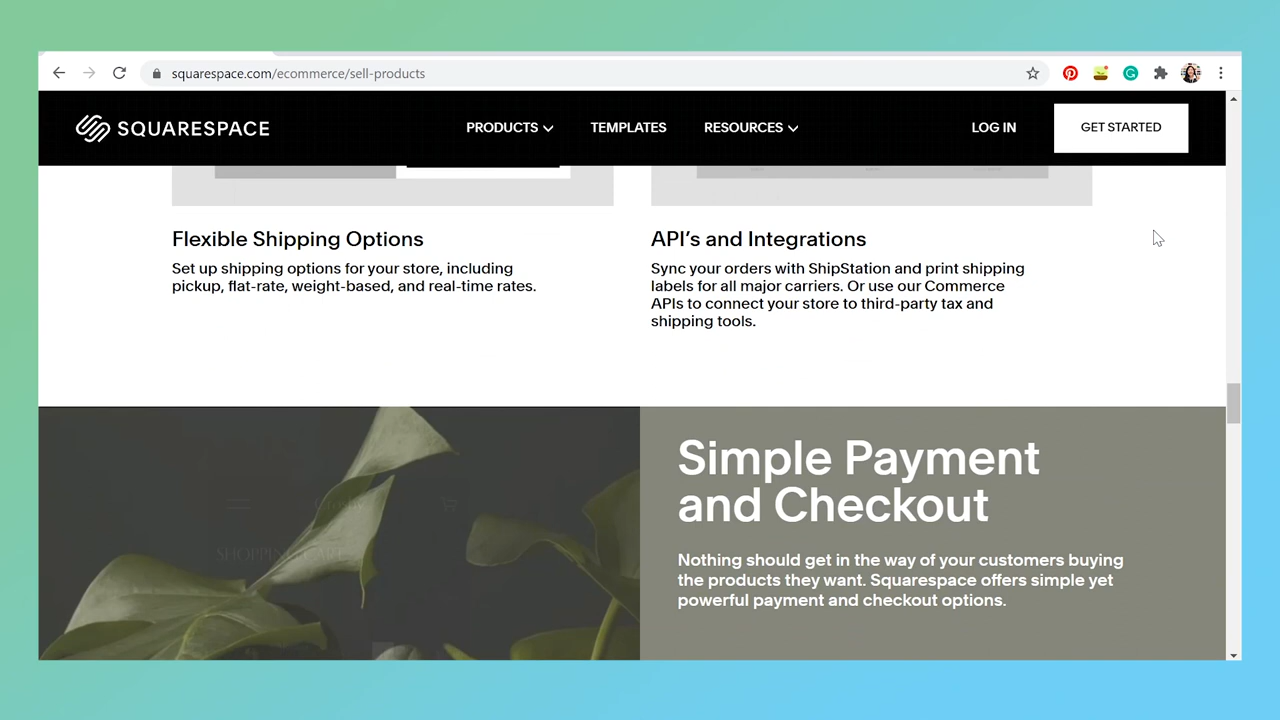 squarespace.com/ecommerce/sell-products
SQUARESPACE
PRODUCTS
TEMPLATES
RESOURCES
LOG IN
GET STARTED
Flexible Shipping Options
Set up shipping options for your store, including
pickup, flat-rate, weight-based, and real-time rates.
API’s and Integrations
Sync your orders with ShipStation and print shipping
labels for all major carriers. Or use our Commerce
APIs to connect your store to third-party tax and
shipping tools.
SHOPPING CART
Simple Payment
and Checkout
Nothing should get in the way of your customers buying
the products they want. Squarespace offers simple yet
powerful payment and checkout options.